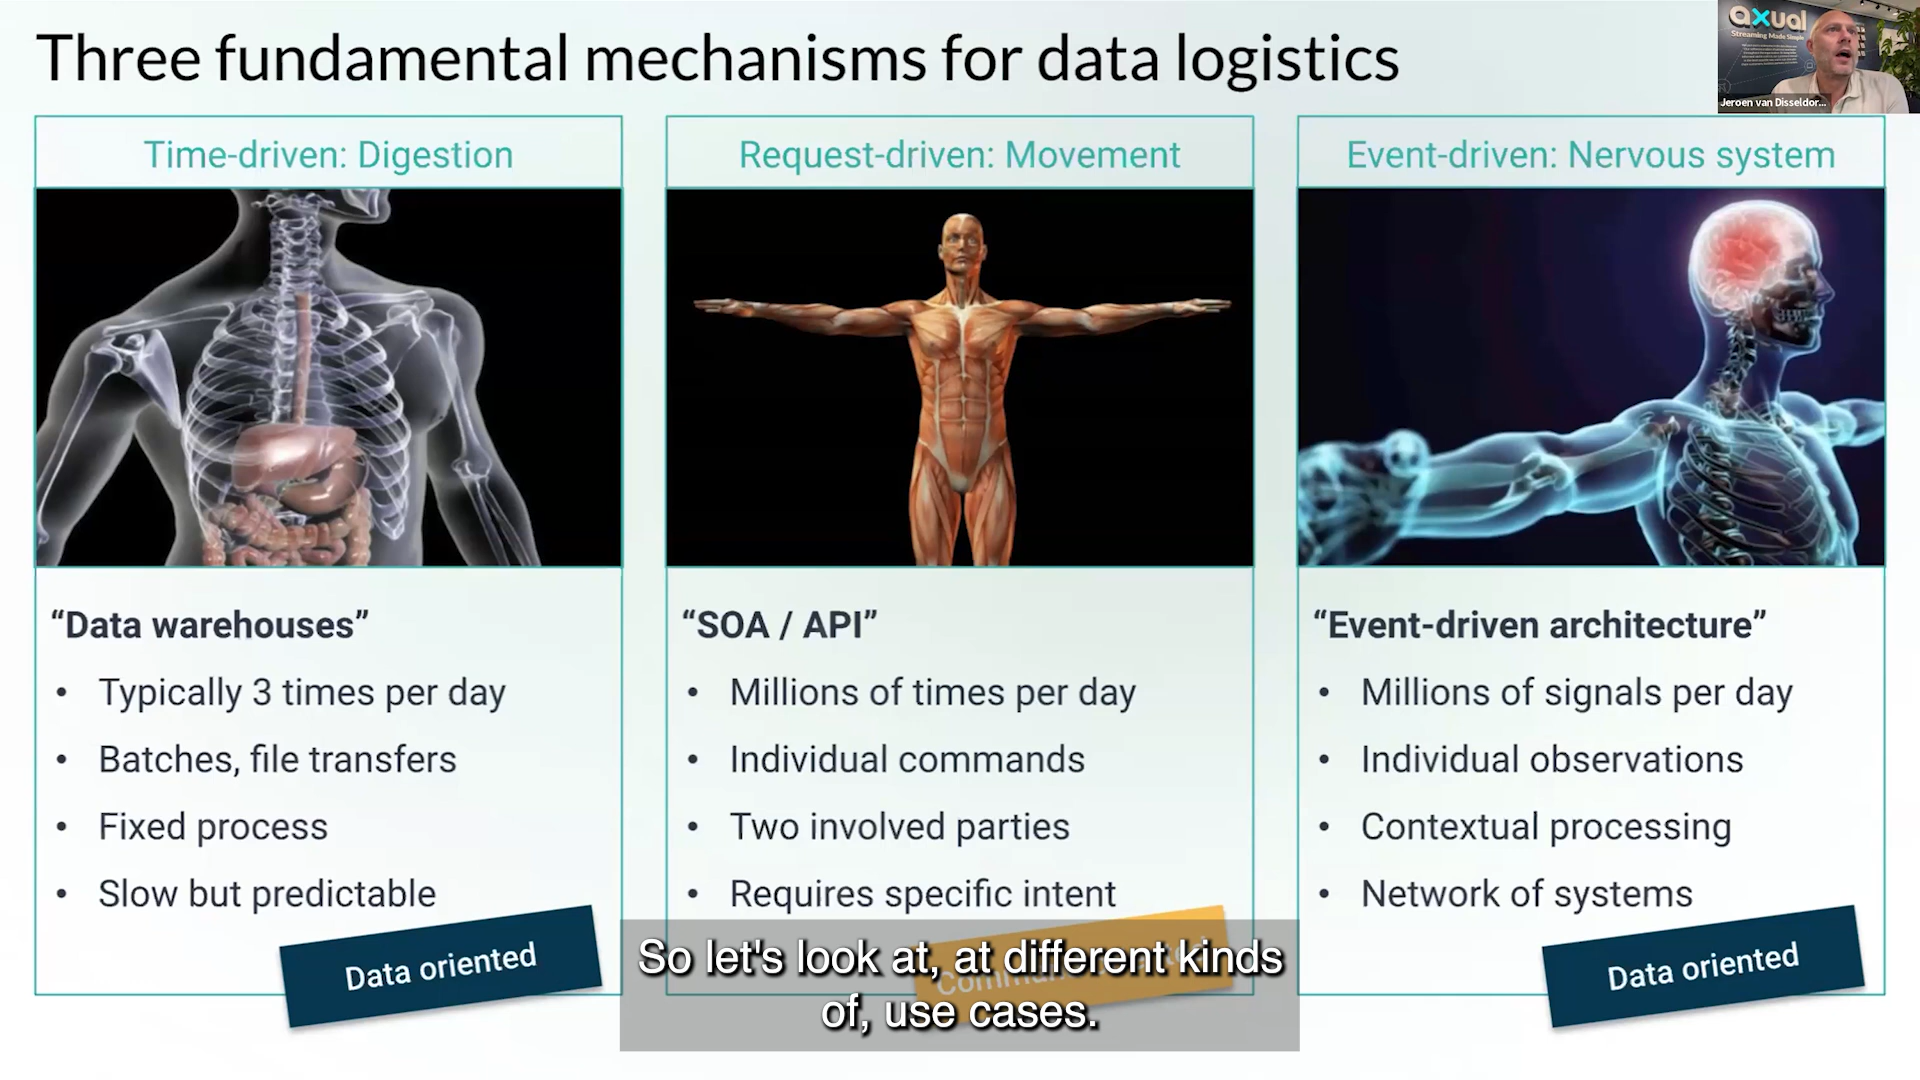 Three fundamental mechanisms for data logistics
axual
Streaming Made Simple
Jeroen van Disseldor...
Time-driven: Digestion
Request-driven: Movement
Event-driven: Nervous system
“Data warehouses”
• Typically 3 times per day
• Batches, file transfers
• Fixed process
• Slow but predictable
Data oriented
“SOA / API”
• Millions of times per day
• Individual commands
• Two involved parties
• Requires specific intent
“Event-driven architecture”
• Millions of signals per day
• Individual observations
• Contextual processing
• Network of systems
Data oriented
So let's look at, at different kinds
of, use cases.